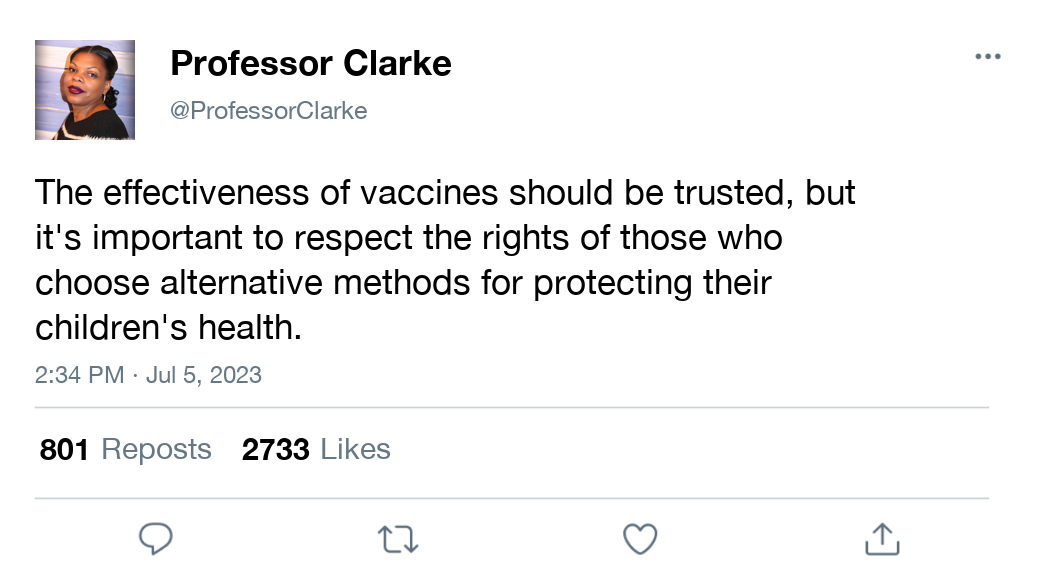 Professor Clarke
@ProfessorClarke
The effectiveness of vaccines should be trusted, but
it's important to respect the rights of those who
choose alternative methods for protecting their
children's health.
2:34 PM · Jul 5, 2023
801 Reposts 2733 Likes